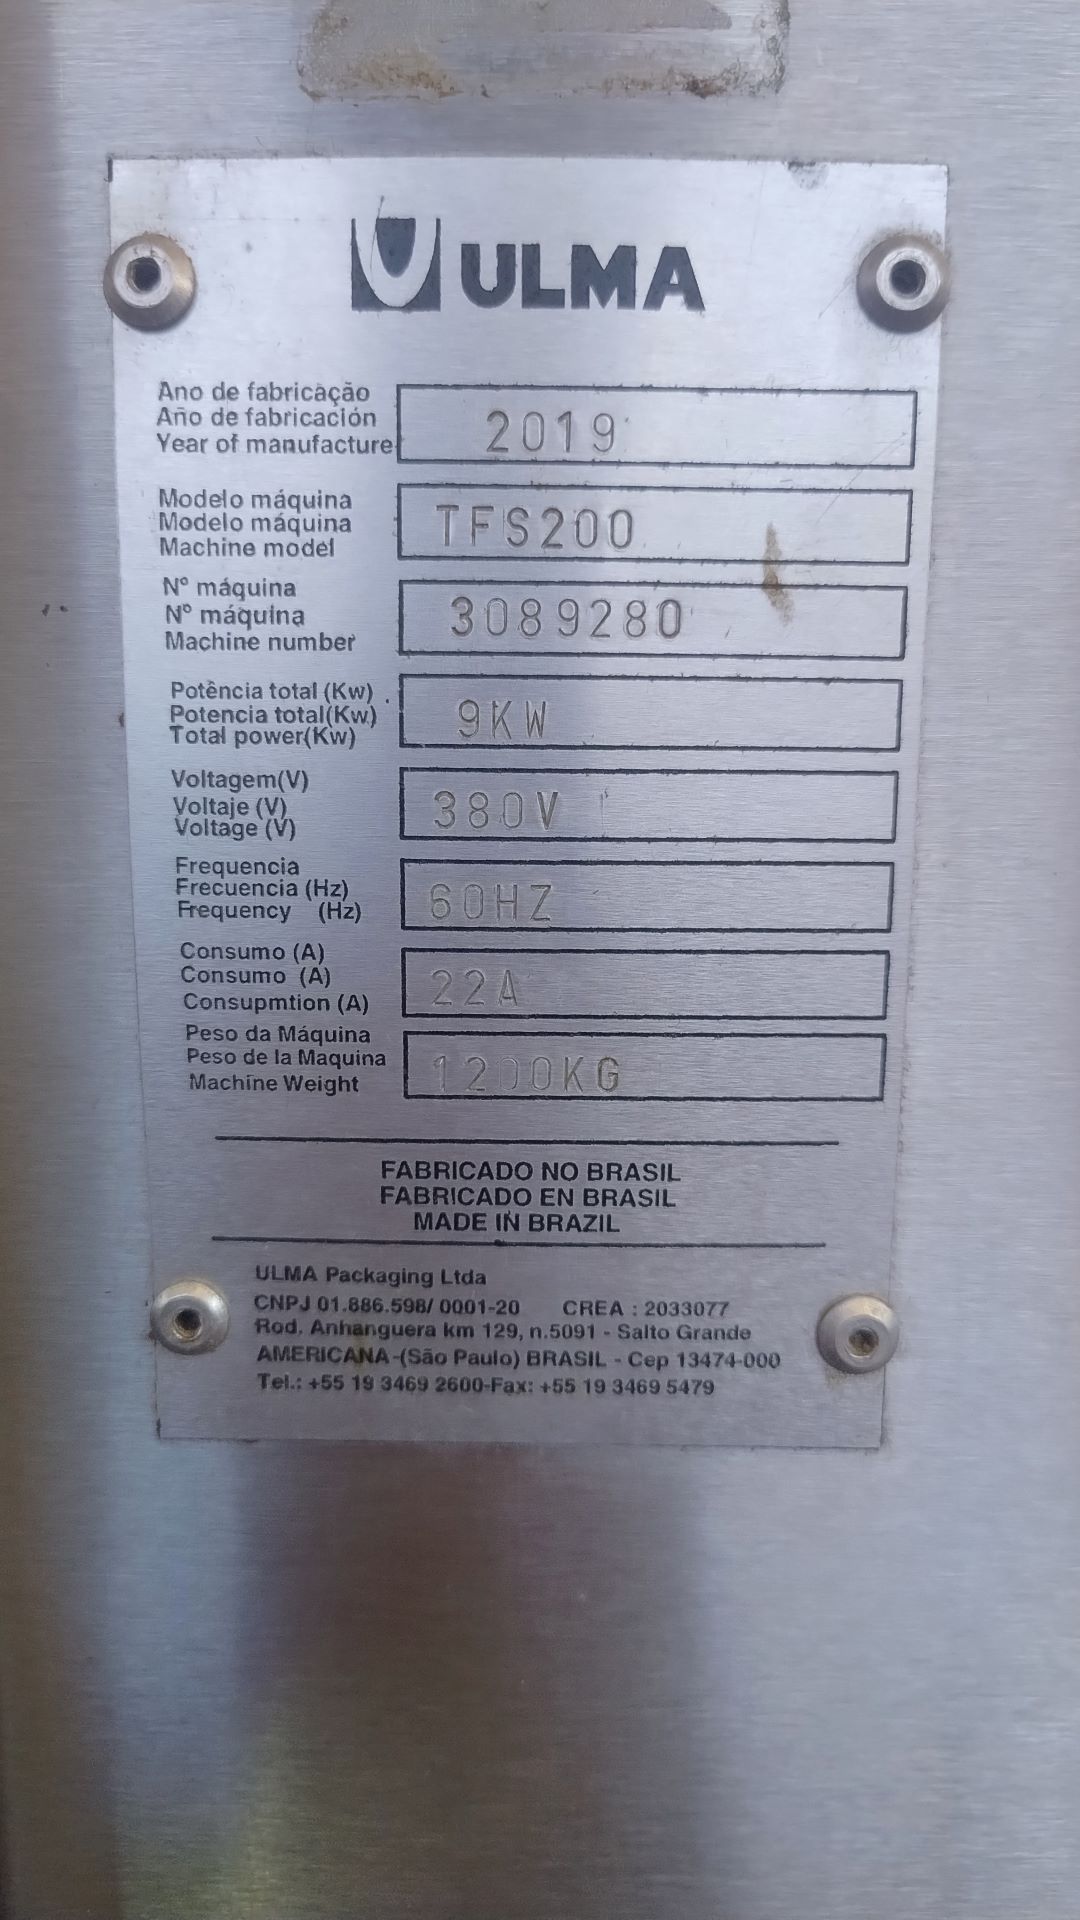 ULMA
Ano de fabricação
Año de fabricación
Year of manufacture
2019
Modelo máquina
Modelo máquina
Machine model
TFS200
Nº máquina
Nº máquina
Machine number
3089280
Potência total (Kw)
Potencia total(Kw)
Total power(Kw)
9KW
Voltagem(V)
Voltaje (V)
Voltage (V)
380V
Frequencia
Frecuencia (Hz)
Frequency (Hz)
60HZ
Consumo (A)
Consumo (A)
Consupmtion (A)
22A
Peso da Máquina
Peso de la Maquina
Machine Weight
1200KG
FABRICADO NO BRASIL
FABRICADO EN BRASIL
MADE IN BRAZIL
ULMA Packaging Ltda
CNPJ 01.886.598/ 0001-20 CREA : 2033077
Rod. Anhanguera km 129, n.5091 - Salto Grande
AMERICANA -(São Paulo) BRASIL - Cep 13474-000
Tel.: +55 19 3469 2600-Fax: +55 19 3469 5479